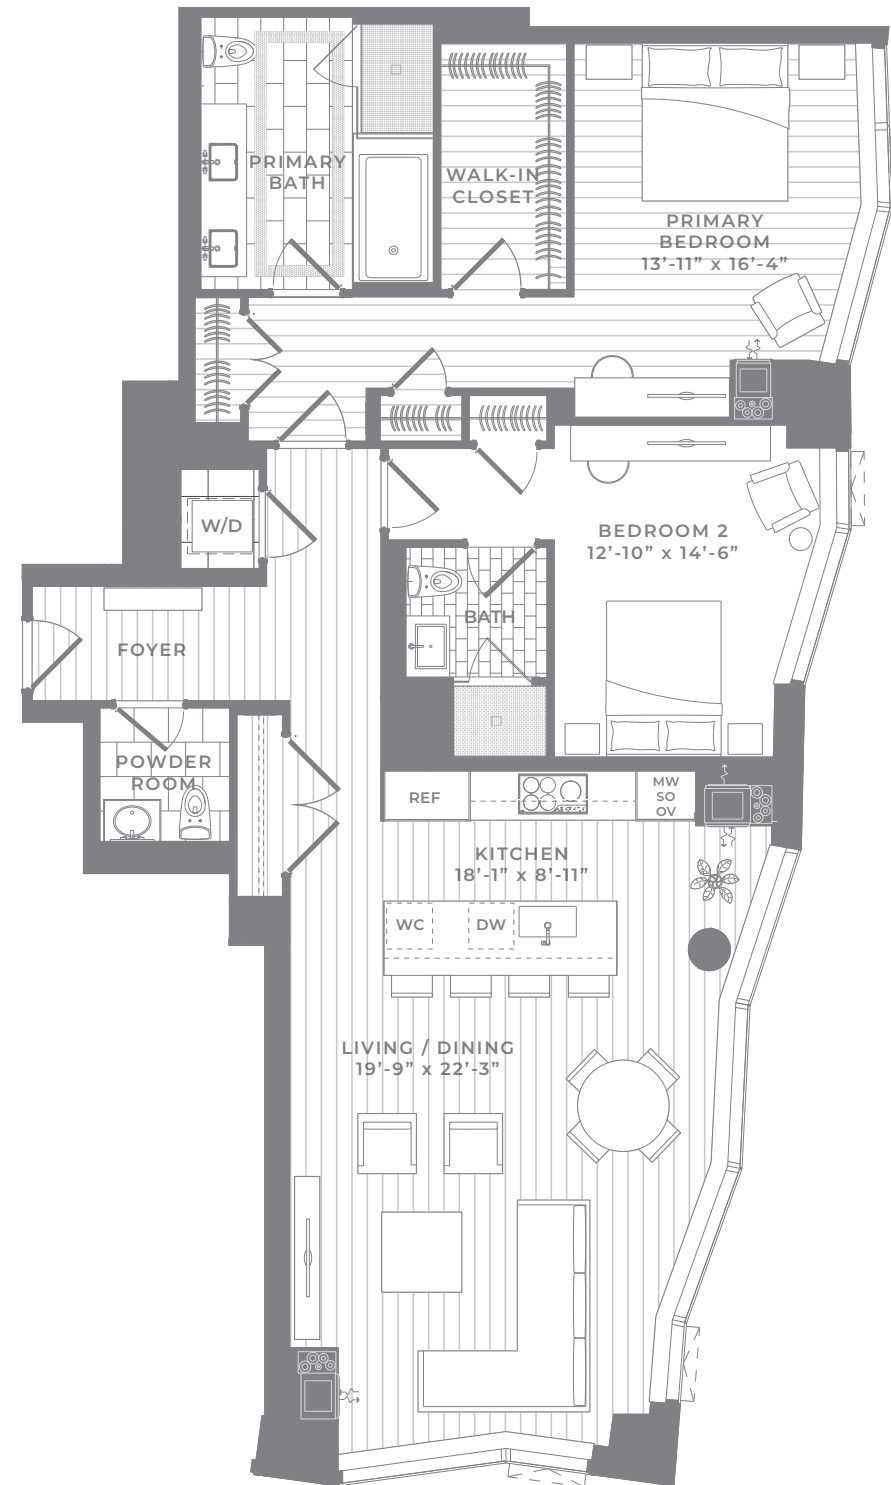 PRIMARY
BATH
WALK-IN
CLOSET
PRIMARY
BEDROOM
13’-11” x 16’-4”
W/D
BEDROOM 2
12’-10” x 14’-6”
BATH
FOYER
POWDER
ROOM
REF
MW
SO
OV
KITCHEN
18’-1” x 8’-11”
WC
DW
LIVING / DINING
19’-9” x 22’-3”